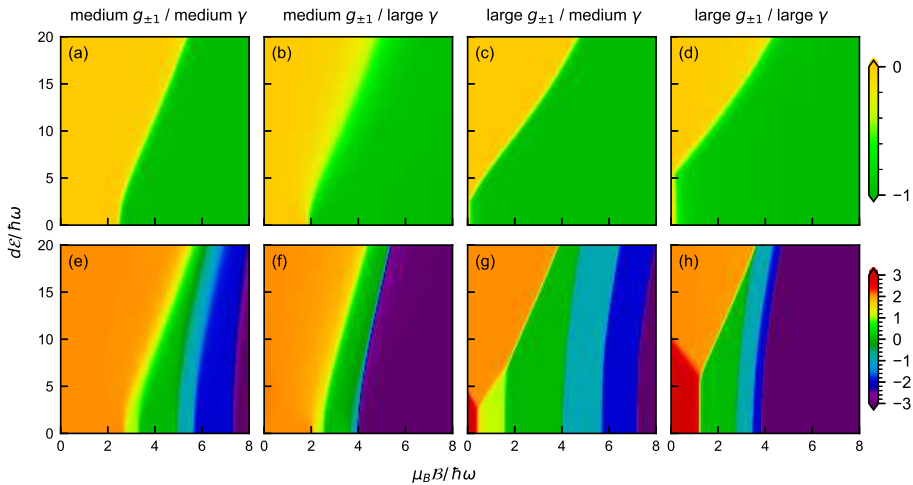 medium g±1 / medium γ
medium g±1 / large γ
large g±1 / medium γ
large g±1 / large γ
(a)
(b)
(c)
(d)
20
15
10
5
0
0
−1
dℰ/ℏω
(e)
(f)
(g)
(h)
20
15
10
5
0
3
2
1
0
−1
−2
−3
0 2 4 6 8
0 2 4 6 8
0 2 4 6 8
0 2 4 6 8
μBℬ/ℏω